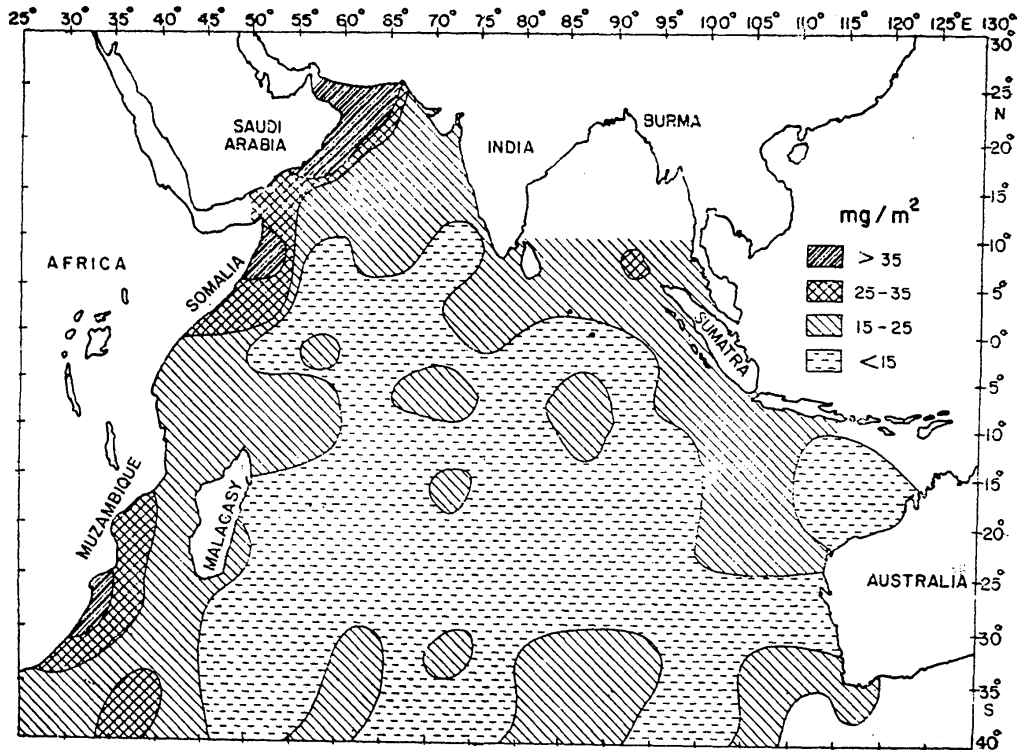 25° 30° 35° 40° 45° 50° 55° 60° 65° 70° 75° 80° 85° 90° 95° 100° 105° 110° 115° 120° 125° E 130°
30°
25°
N
20°
15°
10°
5°
0°
5°
10°
15°
20°
25°
30°
35°
S
40°
SAUDI
ARABIA
INDIA
BURMA
AFRICA
SOMALIA
SUMATRA
MUZAMBIQUE
MALAGASY
AUSTRALIA
mg/m²
> 35
25-35
15-25
<15